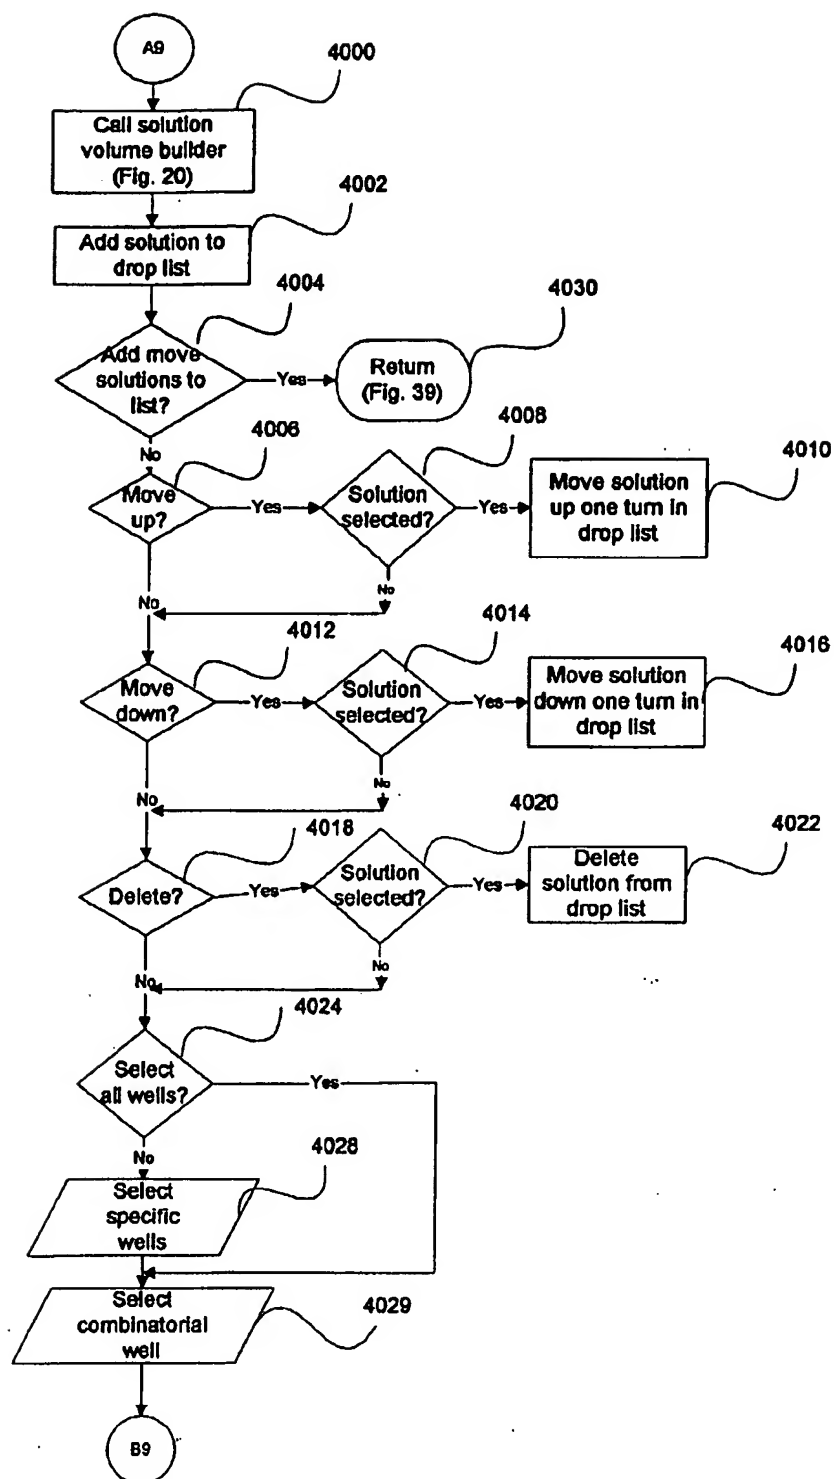 A9
4000
Call solution
volume builder
(Fig. 20)
4002
Add solution to
drop list
4004
Add move
solutions to
list?
Yes
Return
(Fig. 39)
4030
No
4006
Move
up?
Yes
4008
Solution
selected?
Yes
4010
Move solution
up one turn in
drop list
No
No
4012
Move
down?
Yes
4014
Solution
selected?
Yes
4016
Move solution
down one turn in
drop list
No
No
4018
Delete?
Yes
4020
Solution
selected?
Yes
4022
Delete
solution from
drop list
No
No
4024
Select
all wells?
Yes
No
4028
Select
specific
wells
Select
combinatorial
well
4029
B9